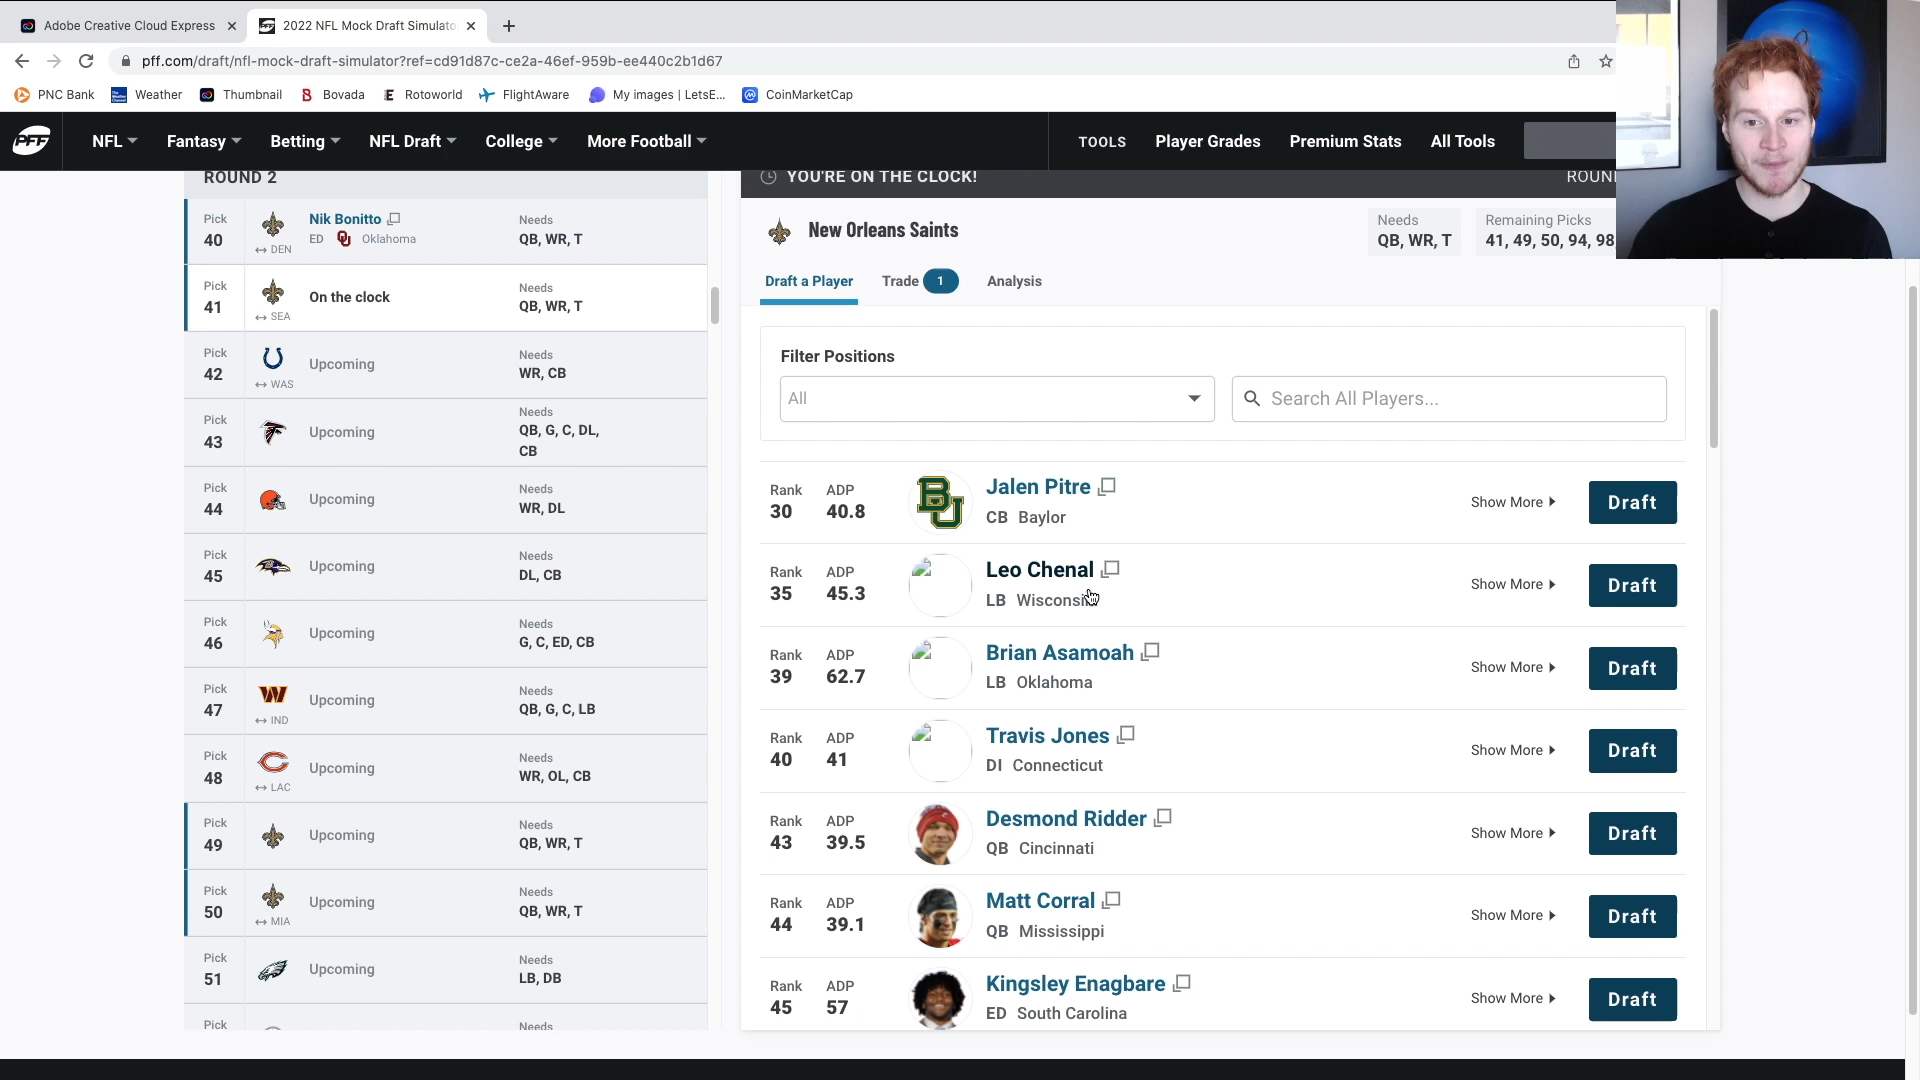 Adobe Creative Cloud Express
2022 NFL Mock Draft Simulato
pff.com/draft/nfl-mock-draft-simulator?ref=cd91d87c-ce2a-46ef-959b-ee440c2b1d67
PNC Bank Weather Thumbnail Bovada Rotoworld FlightAware My images | LetsE... CoinMarketCap
PFF NFL Fantasy Betting NFL Draft College More Football TOOLS Player Grades Premium Stats All Tools
ROUND 2
Pick 40
DEN
Nik Bonitto
ED Oklahoma
Needs
QB, WR, T
Pick 41
SEA
On the clock
Needs
QB, WR, T
Pick 42
WAS
Upcoming
Needs
WR, CB
Pick 43
Upcoming
Needs
QB, G, C, DL,
CB
Pick 44
Upcoming
Needs
WR, DL
Pick 45
Upcoming
Needs
DL, CB
Pick 46
Upcoming
Needs
G, C, ED, CB
Pick 47
IND
Upcoming
Needs
QB, G, C, LB
Pick 48
LAC
Upcoming
Needs
WR, OL, CB
Pick 49
Upcoming
Needs
QB, WR, T
Pick 50
MIA
Upcoming
Needs
QB, WR, T
Pick 51
Upcoming
Needs
LB, DB
Pick
Needs
YOU'RE ON THE CLOCK! ROUN
New Orleans Saints
Needs
QB, WR, T
Remaining Picks
41, 49, 50, 94, 98,
Draft a Player Trade 1 Analysis
Filter Positions
All
Search All Players...
Rank 30
ADP 40.8
BU
Jalen Pitre
CB Baylor
Show More
Draft
Rank 35
ADP 45.3
Leo Chenal
LB Wisconsin
Show More
Draft
Rank 39
ADP 62.7
Brian Asamoah
LB Oklahoma
Show More
Draft
Rank 40
ADP 41
Travis Jones
DI Connecticut
Show More
Draft
Rank 43
ADP 39.5
Desmond Ridder
QB Cincinnati
Show More
Draft
Rank 44
ADP 39.1
Matt Corral
QB Mississippi
Show More
Draft
Rank 45
ADP 57
Kingsley Enagbare
ED South Carolina
Show More
Draft